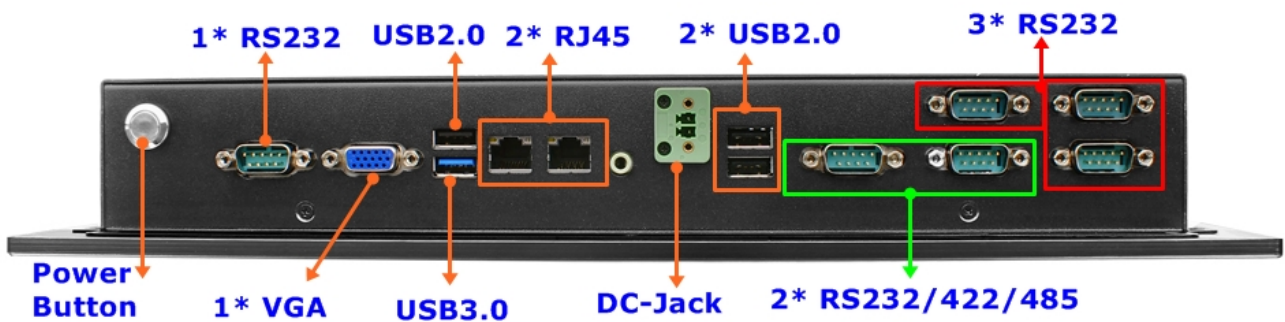 1* RS232
USB2.0
2* RJ45
2* USB2.0
3* RS232
Power
Button
1* VGA
USB3.0
DC-Jack
2* RS232/422/485